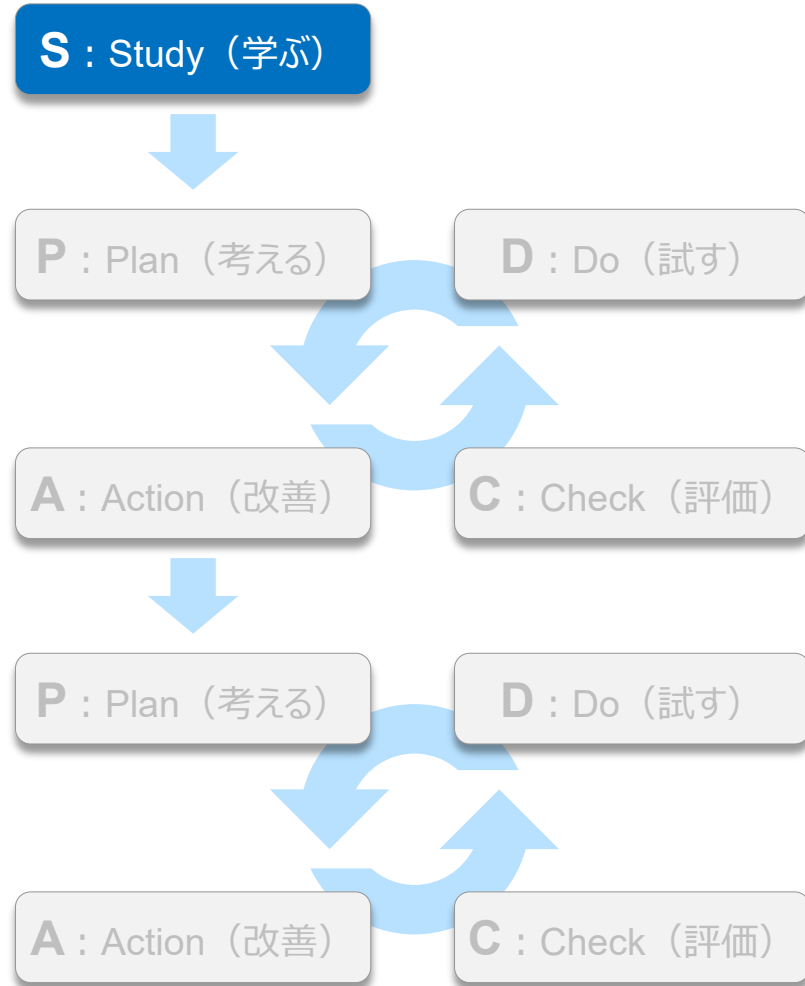 S：Study（学ぶ）
P：Plan（考える）
D：Do（試す）
A：Action（改善）
C：Check（評価）
P：Plan（考える）
D：Do（試す）
A：Action（改善）
C：Check（評価）